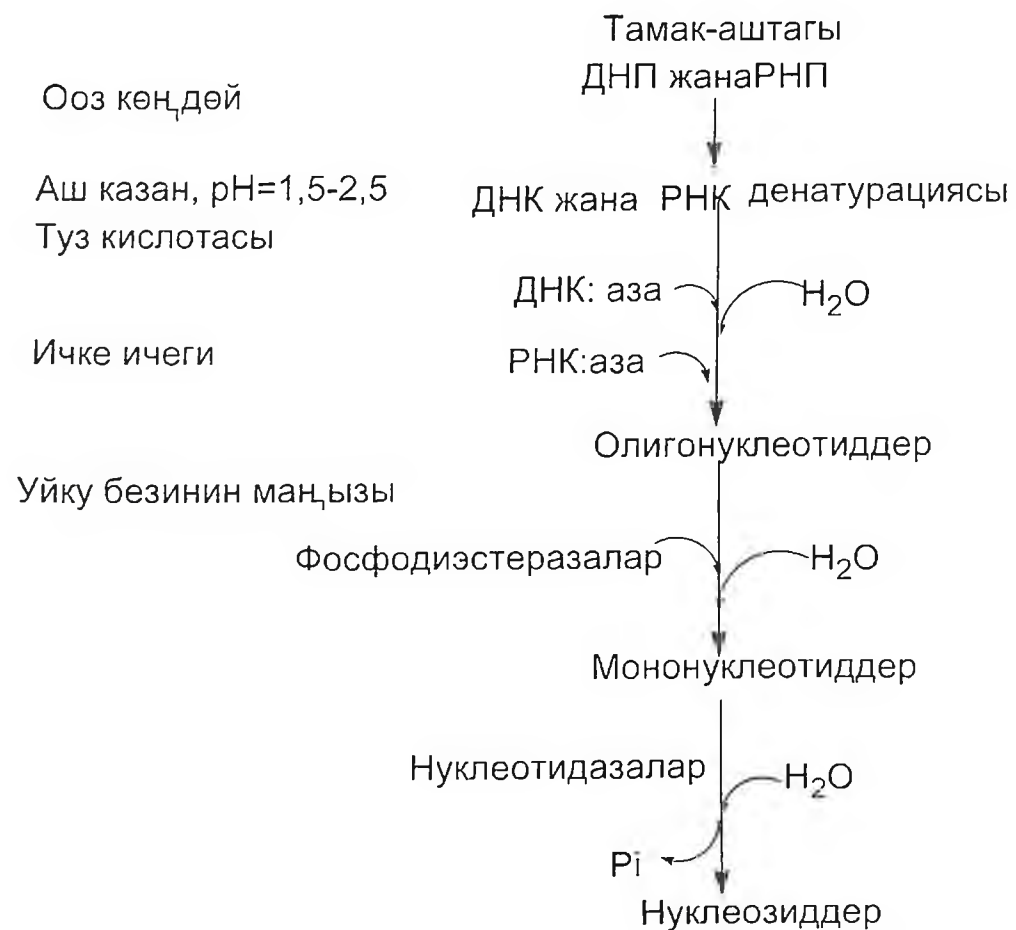 Тамак-аштагы
ДНП жанаРНП
Ооз көңдөй
Аш казан, рН=1,5-2,5
Туз кислотасы
ДНК жана РНК денатурациясы
ДНК: аза
H₂O
Ичке ичеги
РНК:аза
Олигонуклеотиддер
Уйку безинин маңызы
Фосфодиэстеразалар
H₂O
Мононуклеотиддер
Нуклеотидазалар
H₂O
Pi
Нуклеозиддер